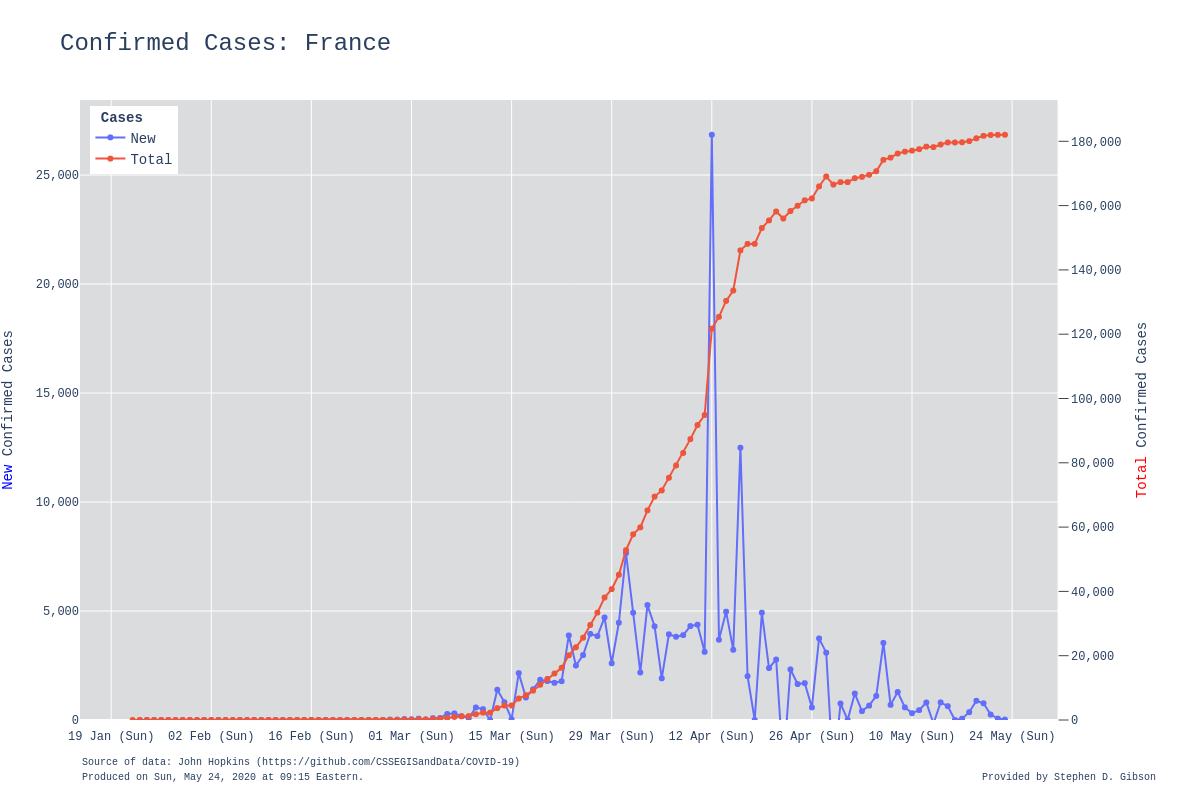 Confirmed Cases: France
Cases
New
Total
25,000
20,000
15,000
10,000
5,000
0
New Confirmed Cases
180,000
160,000
140,000
120,000
100,000
80,000
60,000
40,000
20,000
0
Total Confirmed Cases
19 Jan (Sun) 02 Feb (Sun) 16 Feb (Sun) 01 Mar (Sun) 15 Mar (Sun) 29 Mar (Sun) 12 Apr (Sun) 26 Apr (Sun) 10 May (Sun) 24 May (Sun)
Source of data: John Hopkins (https://github.com/CSSEGISandData/COVID-19)
Produced on Sun, May 24, 2020 at 09:15 Eastern.
Provided by Stephen D. Gibson